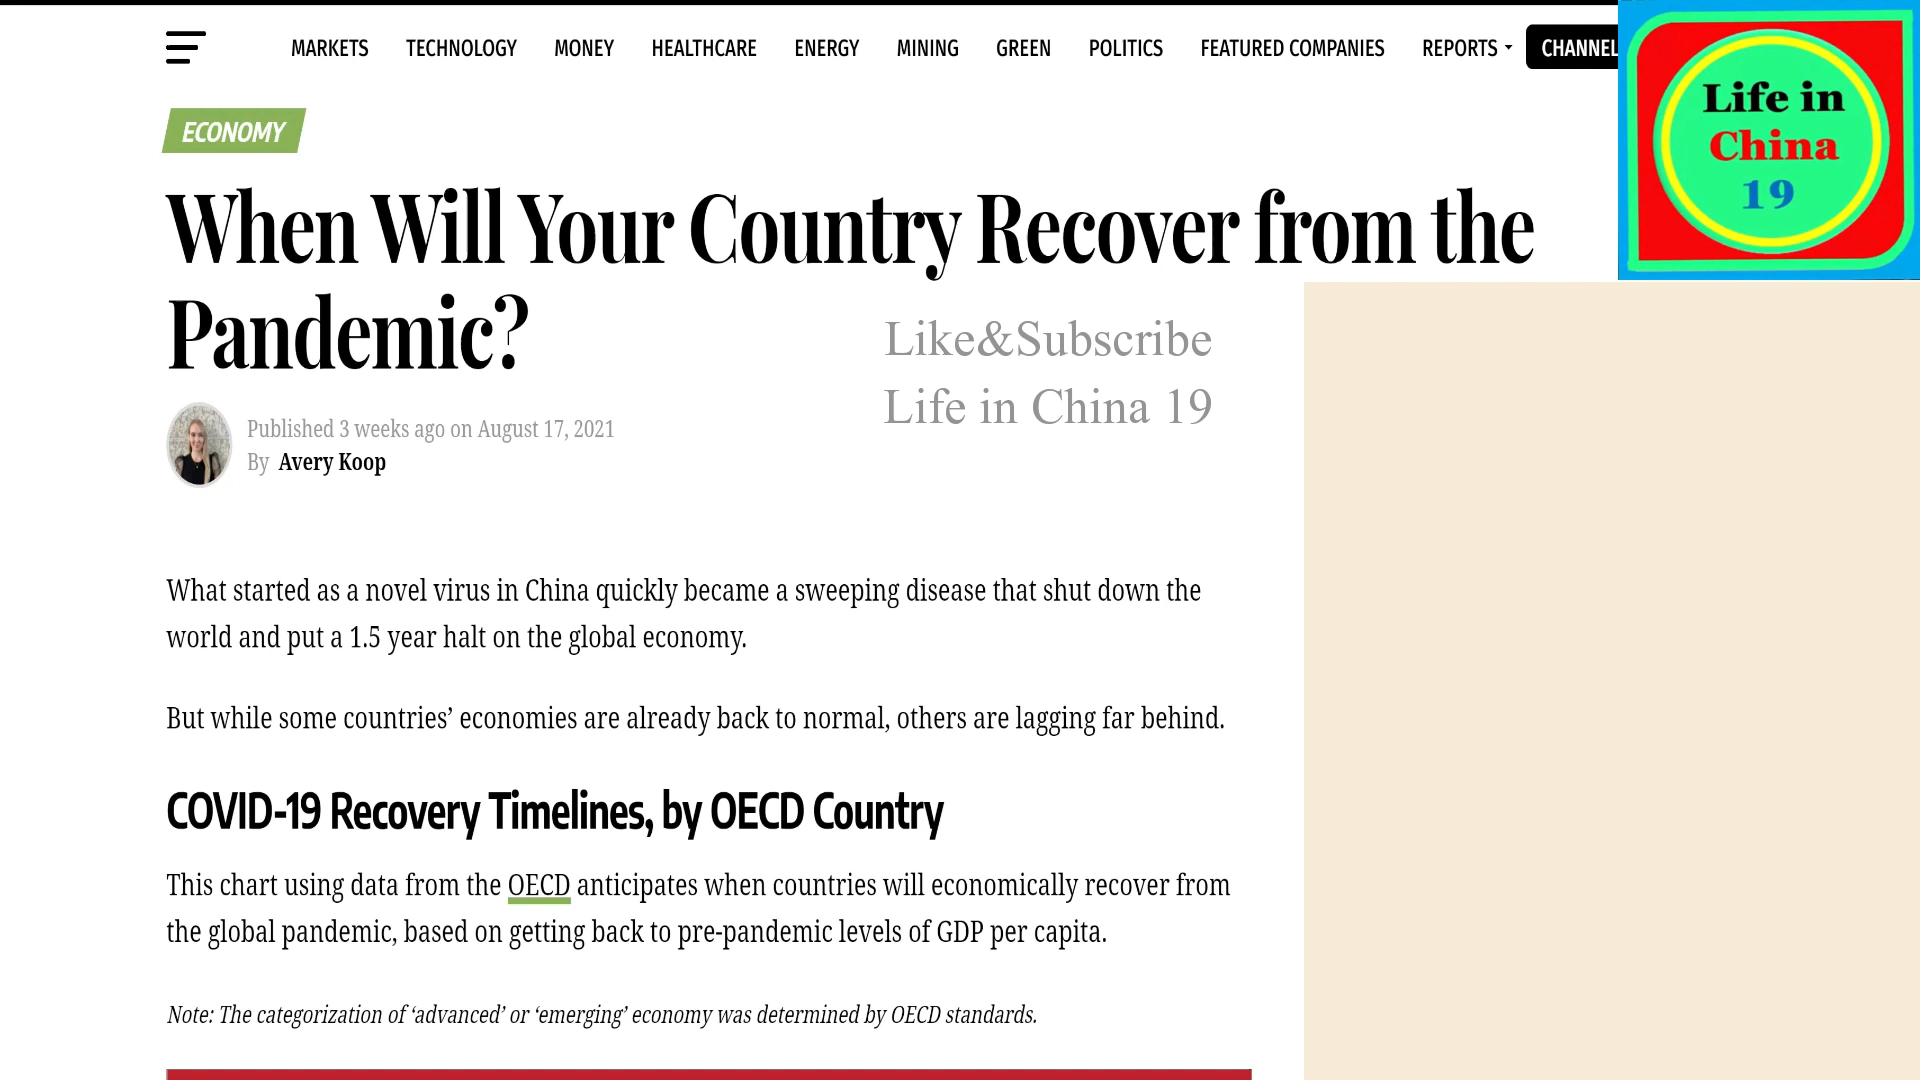 MARKETS TECHNOLOGY MONEY HEALTHCARE ENERGY MINING GREEN POLITICS FEATURED COMPANIES REPORTS CHANNEL
Life in
China
19
ECONOMY
When Will Your Country Recover from the
Pandemic?
Like&Subscribe
Life in China 19
Published 3 weeks ago on August 17, 2021
By Avery Koop
What started as a novel virus in China quickly became a sweeping disease that shut down the
world and put a 1.5 year halt on the global economy.
But while some countries’ economies are already back to normal, others are lagging far behind.
COVID-19 Recovery Timelines, by OECD Country
This chart using data from the OECD anticipates when countries will economically recover from
the global pandemic, based on getting back to pre-pandemic levels of GDP per capita.
Note: The categorization of ‘advanced’ or ‘emerging’ economy was determined by OECD standards.